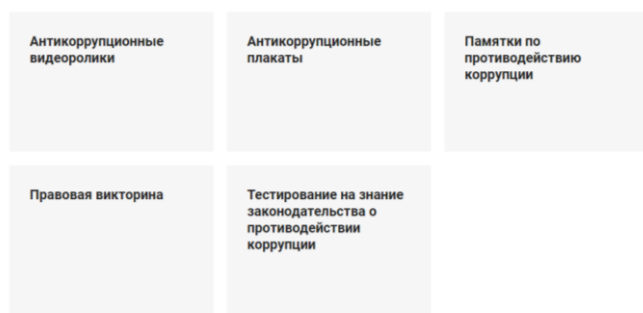 Антикоррупционные
видеоролики
Антикоррупционные
плакаты
Памятки по
противодействию
коррупции
Правовая викторина
Тестирование на знание
законодательства о
противодействии
коррупции